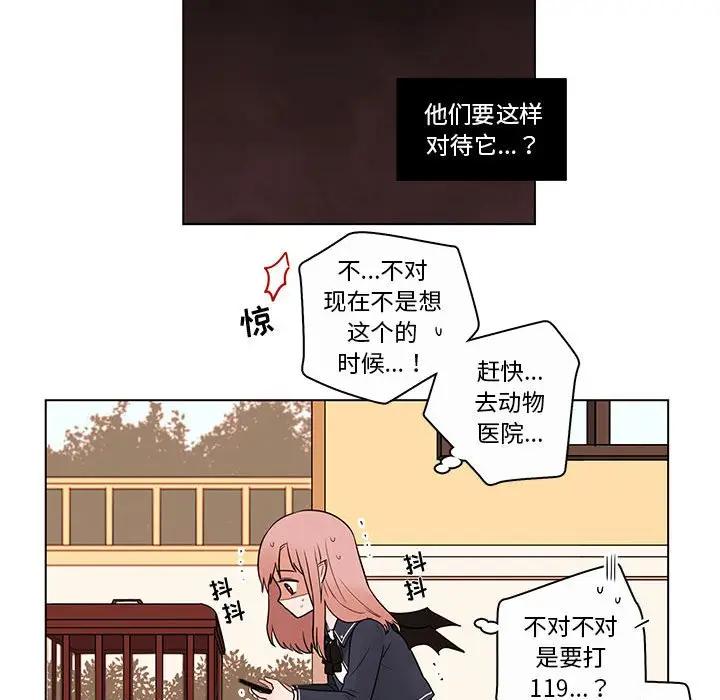 他们要这样
对待它...？
惊
不...不对
现在不是想
这个的
时候...！
赶快...
去动物
医院...
抖
抖
抖
抖
不对不对
是要打
119...？